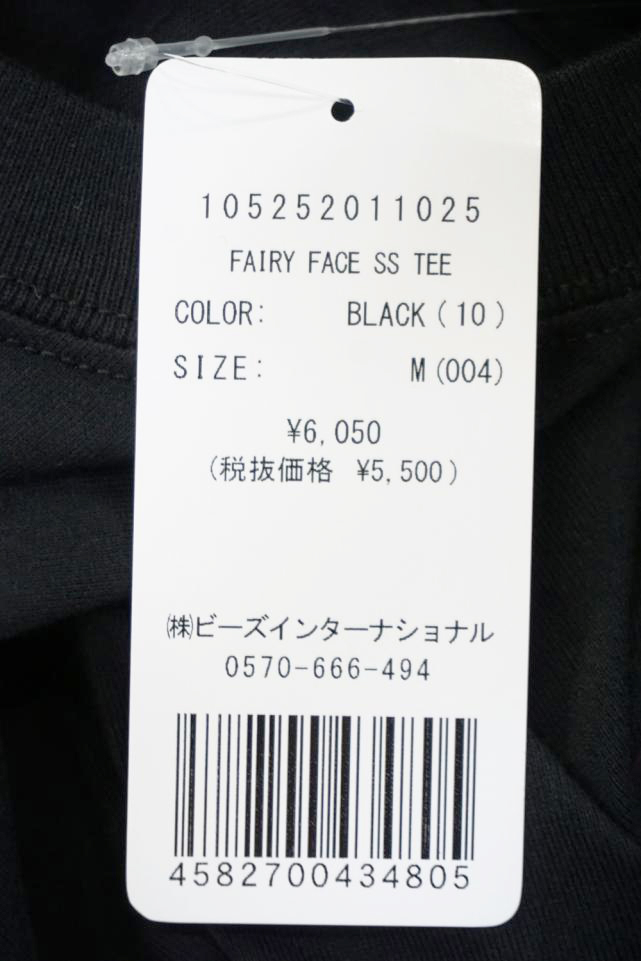 105252011025
FAIRY FACE SS TEE
COLOR: BLACK(10)
SIZE: M(004)
¥6,050
(税抜価格 ¥5,500)
㈱ビーズインターナショナル
0570-666-494
4582700434805